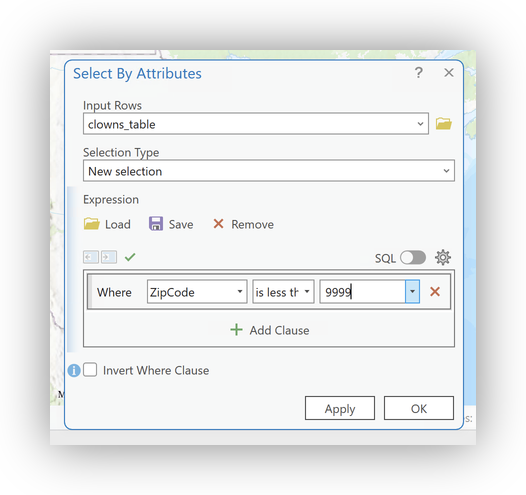 Select By Attributes ? ×
Input Rows
clowns_table
Selection Type
New selection
Expression
Load Save Remove
SQL
Where ZipCode is less th 9999
Add Clause
Invert Where Clause
M
Apply OK
s: